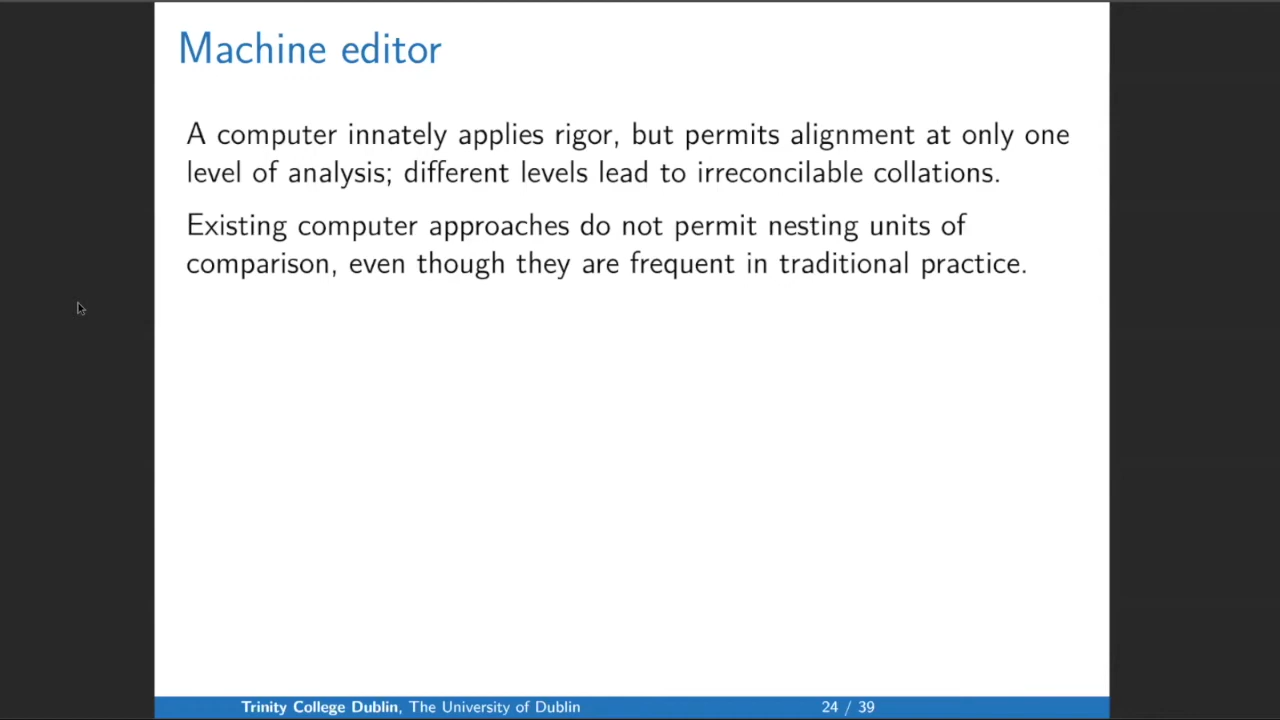 Machine editor
A computer innately applies rigor, but permits alignment at only one
level of analysis; different levels lead to irreconcilable collations.
Existing computer approaches do not permit nesting units of
comparison, even though they are frequent in traditional practice.
Trinity College Dublin, The University of Dublin 24 / 39